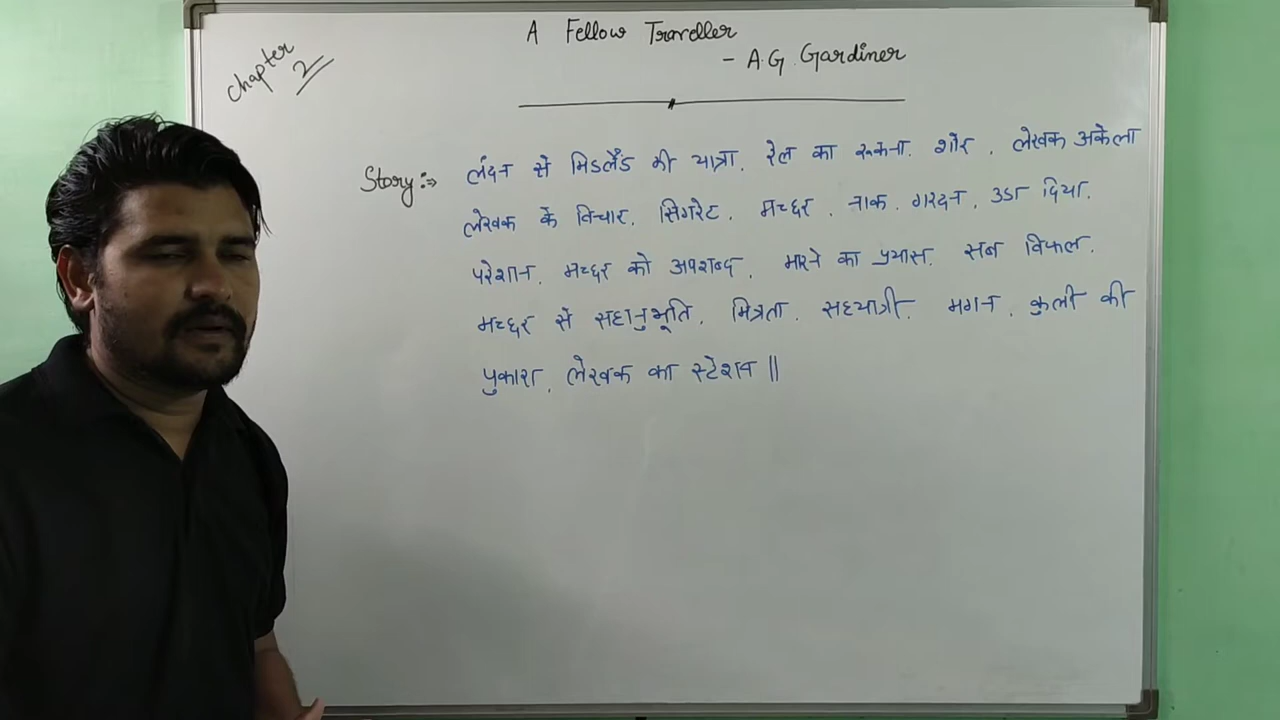 Chapter 2
A Fellow Traveller
- A.G. Gardiner
Story:⇒ लंदन से मिडलैंड की यात्रा. रेल का रूकना. शोर. लेखक अकेला
लेखक के विचार. सिगरेट. मच्छर. नाक. गरदन. उडा दिया.
परेशान. मच्छर को अपशब्द. मारने का प्रयास. सब विफल.
मच्छर से सहानुभूति. मित्रता. सहयात्री. मगन. कुली की
पुकारा. लेखक का स्टेशन ||